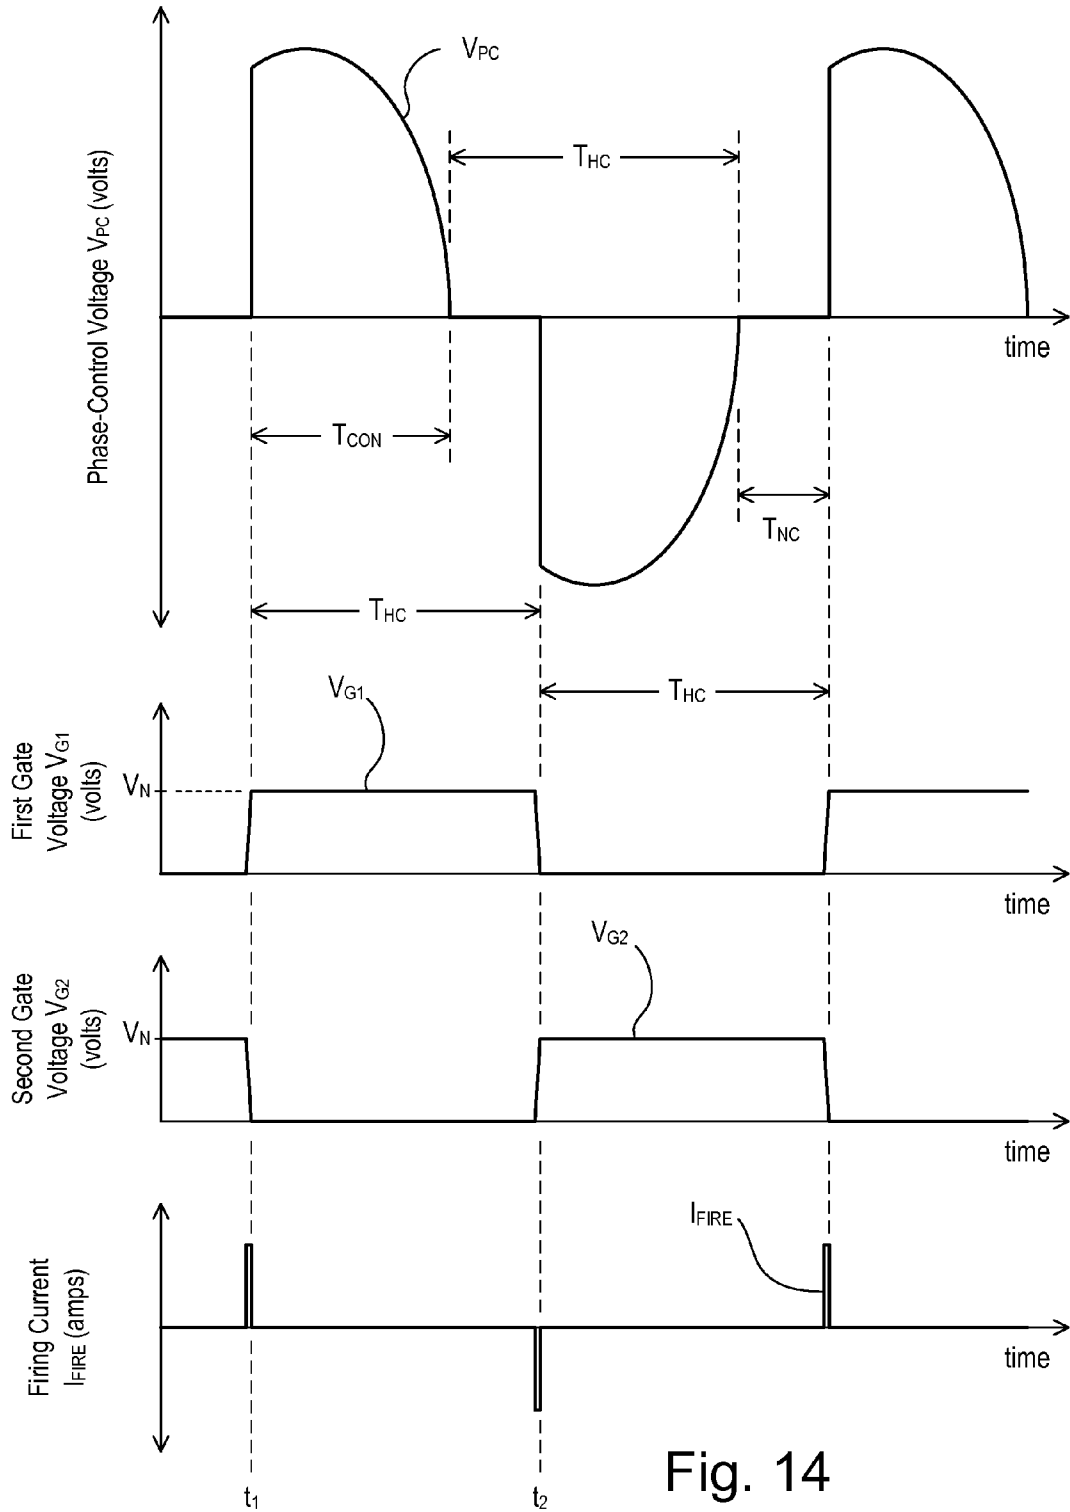 Phase-Control Voltage VPC (volts)
VPC
THC
time
TCON
TNC
THC
THC
First Gate
Voltage VG1
(volts)
VG1
VN
time
Second Gate
Voltage VG2
(volts)
VG2
VN
time
Firing Current
IFIRE (amps)
IFIRE
time
t1
t2
Fig. 14